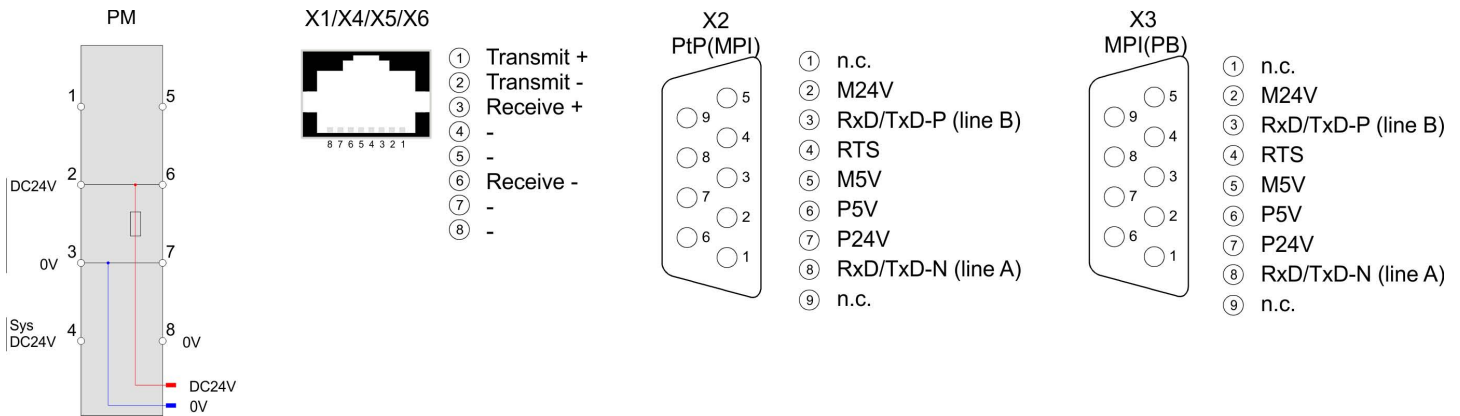 PM
1
5
2
6
DC24V
3
7
0V
Sys
DC24V
4
8
0V
DC24V
0V
X1/X4/X5/X6
8 7 6 5 4 3 2 1
1 Transmit +
2 Transmit -
3 Receive +
4 -
5 -
6 Receive -
7 -
8 -
X2
PtP(MPI)
5
9
4
8
3
7
2
6
1
1 n.c.
2 M24V
3 RxD/TxD-P (line B)
4 RTS
5 M5V
6 P5V
7 P24V
8 RxD/TxD-N (line A)
9 n.c.
X3
MPI(PB)
5
9
4
8
3
7
2
6
1
1 n.c.
2 M24V
3 RxD/TxD-P (line B)
4 RTS
5 M5V
6 P5V
7 P24V
8 RxD/TxD-N (line A)
9 n.c.